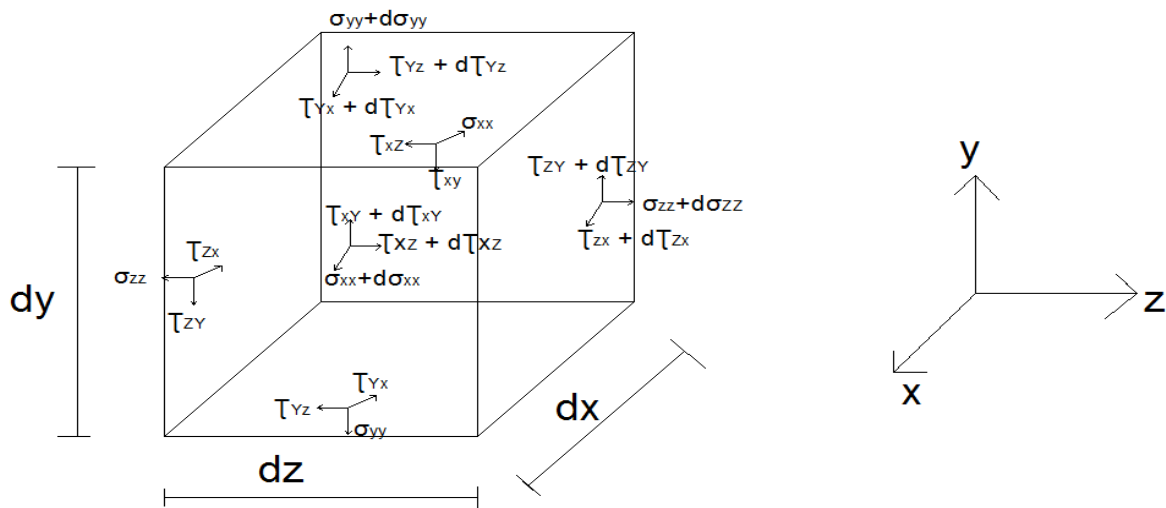 σyy+dσyy
τYz + dτYz
τYx + dτYx
σxx
τxz
τxy
τZY + dτZY
σzz+dσzz
τzx + dτZx
τxY + dτxY
τxz + dτxz
σxx+dσxx
τZx
σzz
τZY
τYx
τYz
σyy
dy
dz
dx
y
z
x